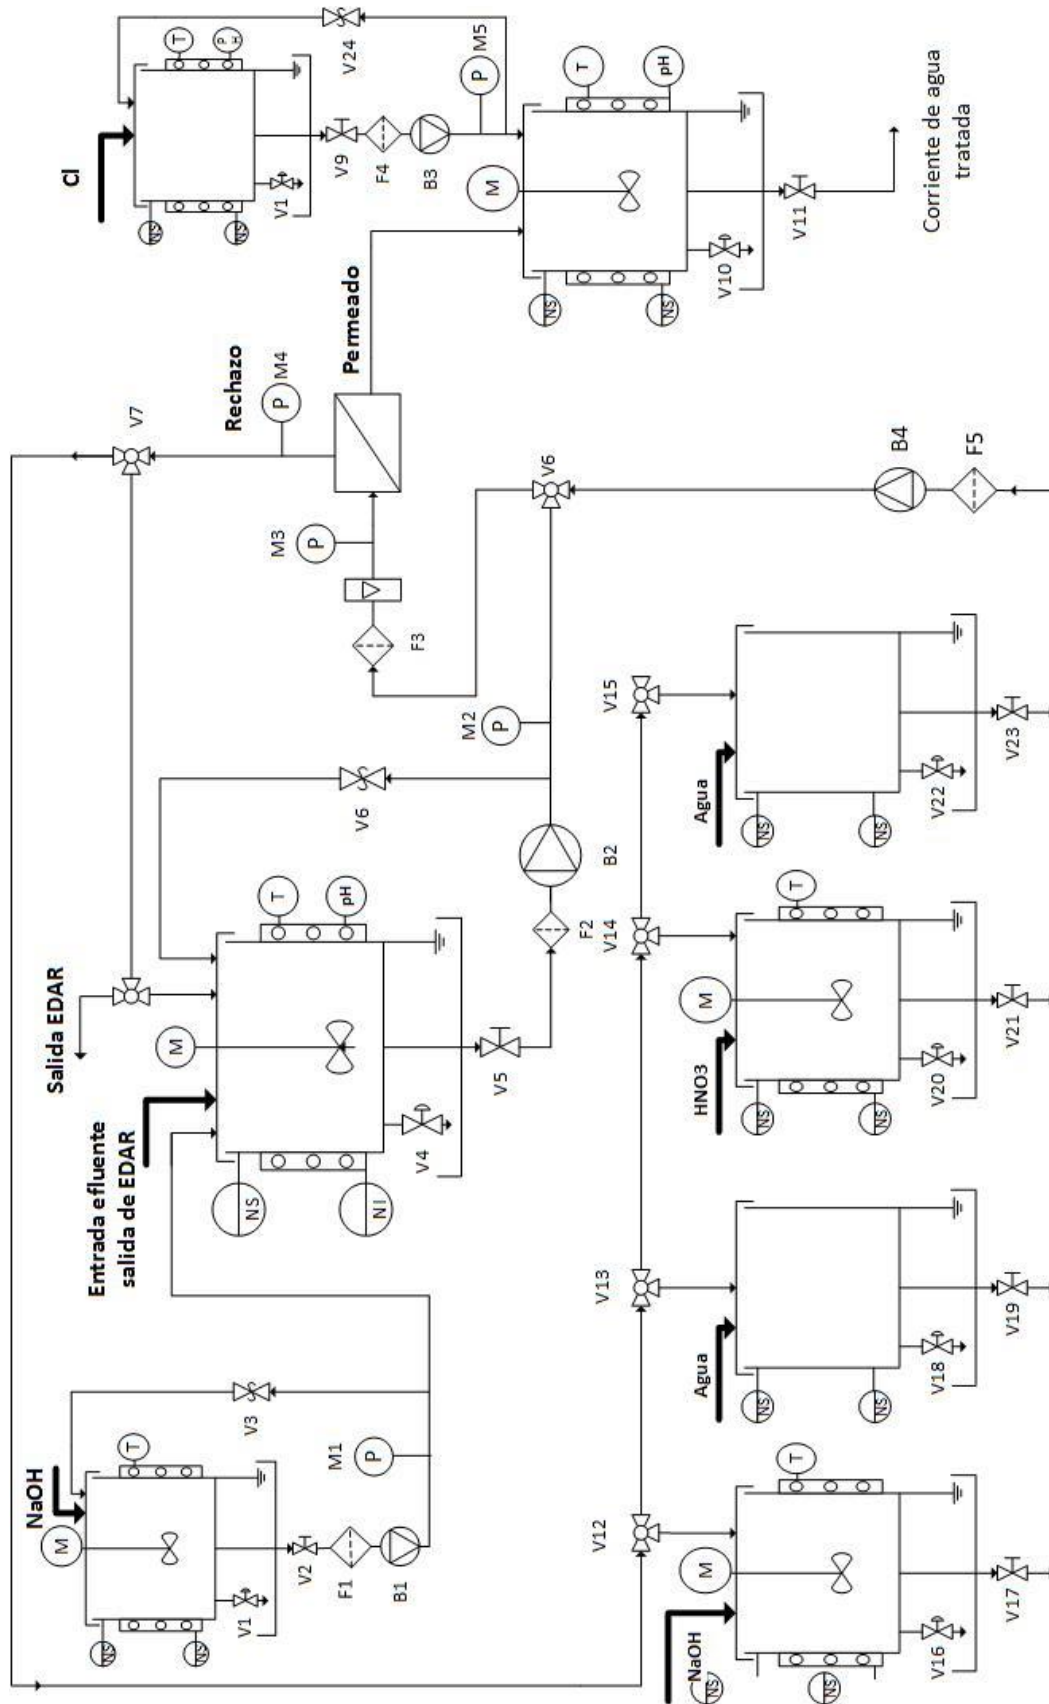 NaOH
M
T
NS
NS
V1
V2
F1
B1
M1
P
V3
Entrada efluente
salida de EDAR
Salida EDAR
M
T
pH
NS
NI
V4
V5
F2
B2
V6
M2
P
V7
Rechazo
P
M4
M3
P
F3
Permeado
V6
Cl
T
P
H
NS
NS
V1
V9
F4
B3
P
M5
V24
M
T
pH
NS
NS
V10
V11
Corriente de agua
tratada
B4
F5
V12
V13
V14
V15
NaOH
M
T
NS
NS
V16
V17
Agua
NS
NS
V18
V19
HNO3
M
T
NS
NS
V20
V21
Agua
NS
NS
V22
V23